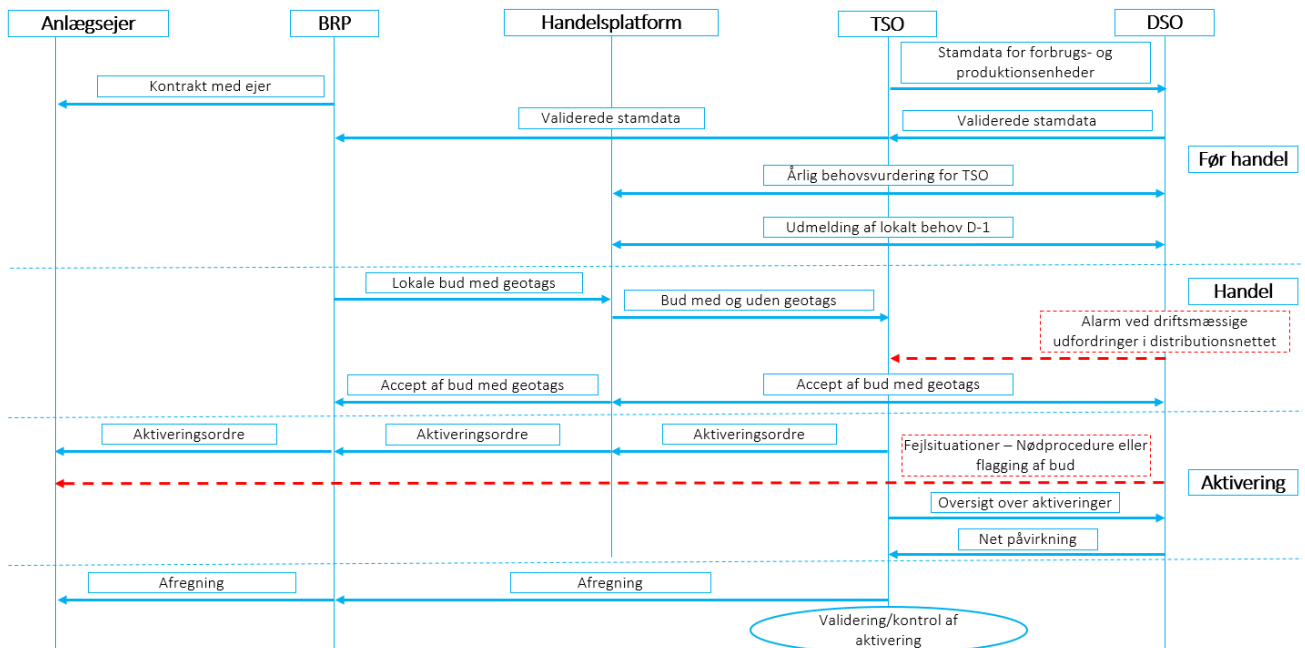 Anlægsejer
BRP
Handelsplatform
TSO
DSO
Stamdata for forbrugs- og
produktionsenheder
Kontrakt med ejer
Validerede stamdata
Validerede stamdata
Før handel
Årlig behovsvurdering for TSO
Udmelding af lokalt behov D-1
Lokale bud med geotags
Handel
Bud med og uden geotags
Alarm ved driftsmæssige
udfordringer i distributionsnettet
Accept af bud med geotags
Accept af bud med geotags
Aktiveringsordre
Aktiveringsordre
Aktiveringsordre
Fejlsituationer – Nødprocedure eller
flagging af bud
Aktivering
Oversigt over aktiveringer
Net påvirkning
Afregning
Afregning
Validering/kontrol af
aktivering